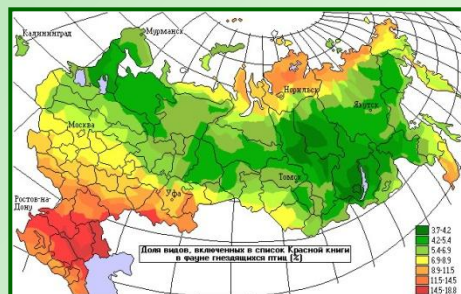 Мурманск
Калининград
Норильск
Якутск
Москва
Уфа
Томск
Ростов-на-
Дону
Доля видов, включенных в список Красной книги
в фауне гнездящихся птиц (%)
3.7-4.2
4.2-5.4
5.4-6.9
6.9-8.9
8.9-11.5
11.5-14.5
14.5-18.8